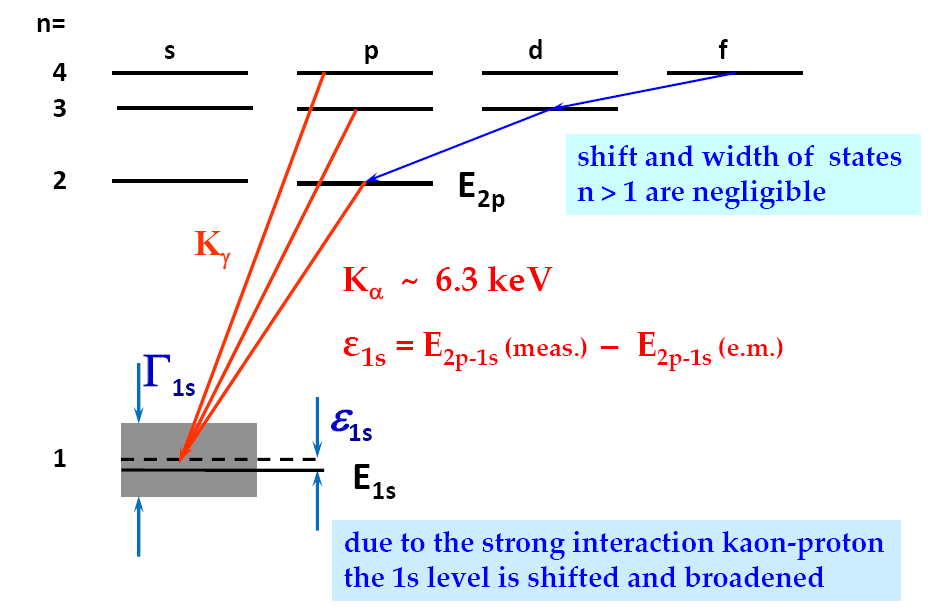 n=
s p d f
4
3
2
E2p
shift and width of states
n > 1 are negligible
Kγ
Kα ~ 6.3 keV
ε1s = E2p-1s (meas.) – E2p-1s (e.m.)
Γ1s
ε1s
1
E1s
due to the strong interaction kaon-proton
the 1s level is shifted and broadened